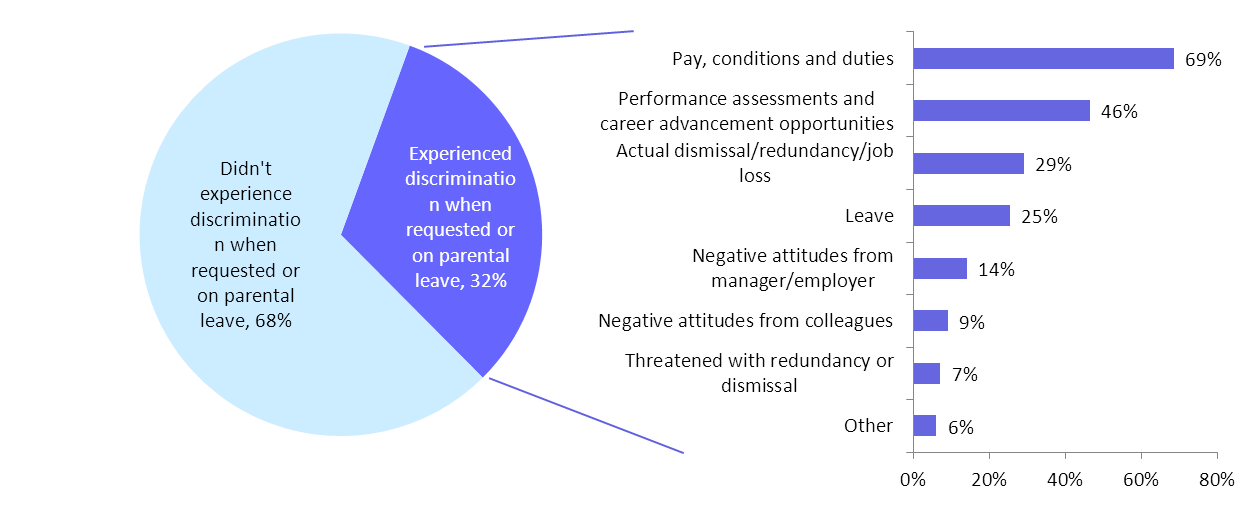 Didn't
experience
discriminatio
n when
requested or
on parental
leave, 68%
Experienced
discriminatio
n when
requested or
on parental
leave, 32%
Pay, conditions and duties
69%
Performance assessments and
career advancement opportunities
46%
Actual dismissal/redundancy/job
loss
29%
Leave
25%
Negative attitudes from
manager/employer
14%
Negative attitudes from colleagues
9%
Threatened with redundancy or
dismissal
7%
Other
6%
0% 20% 40% 60% 80%